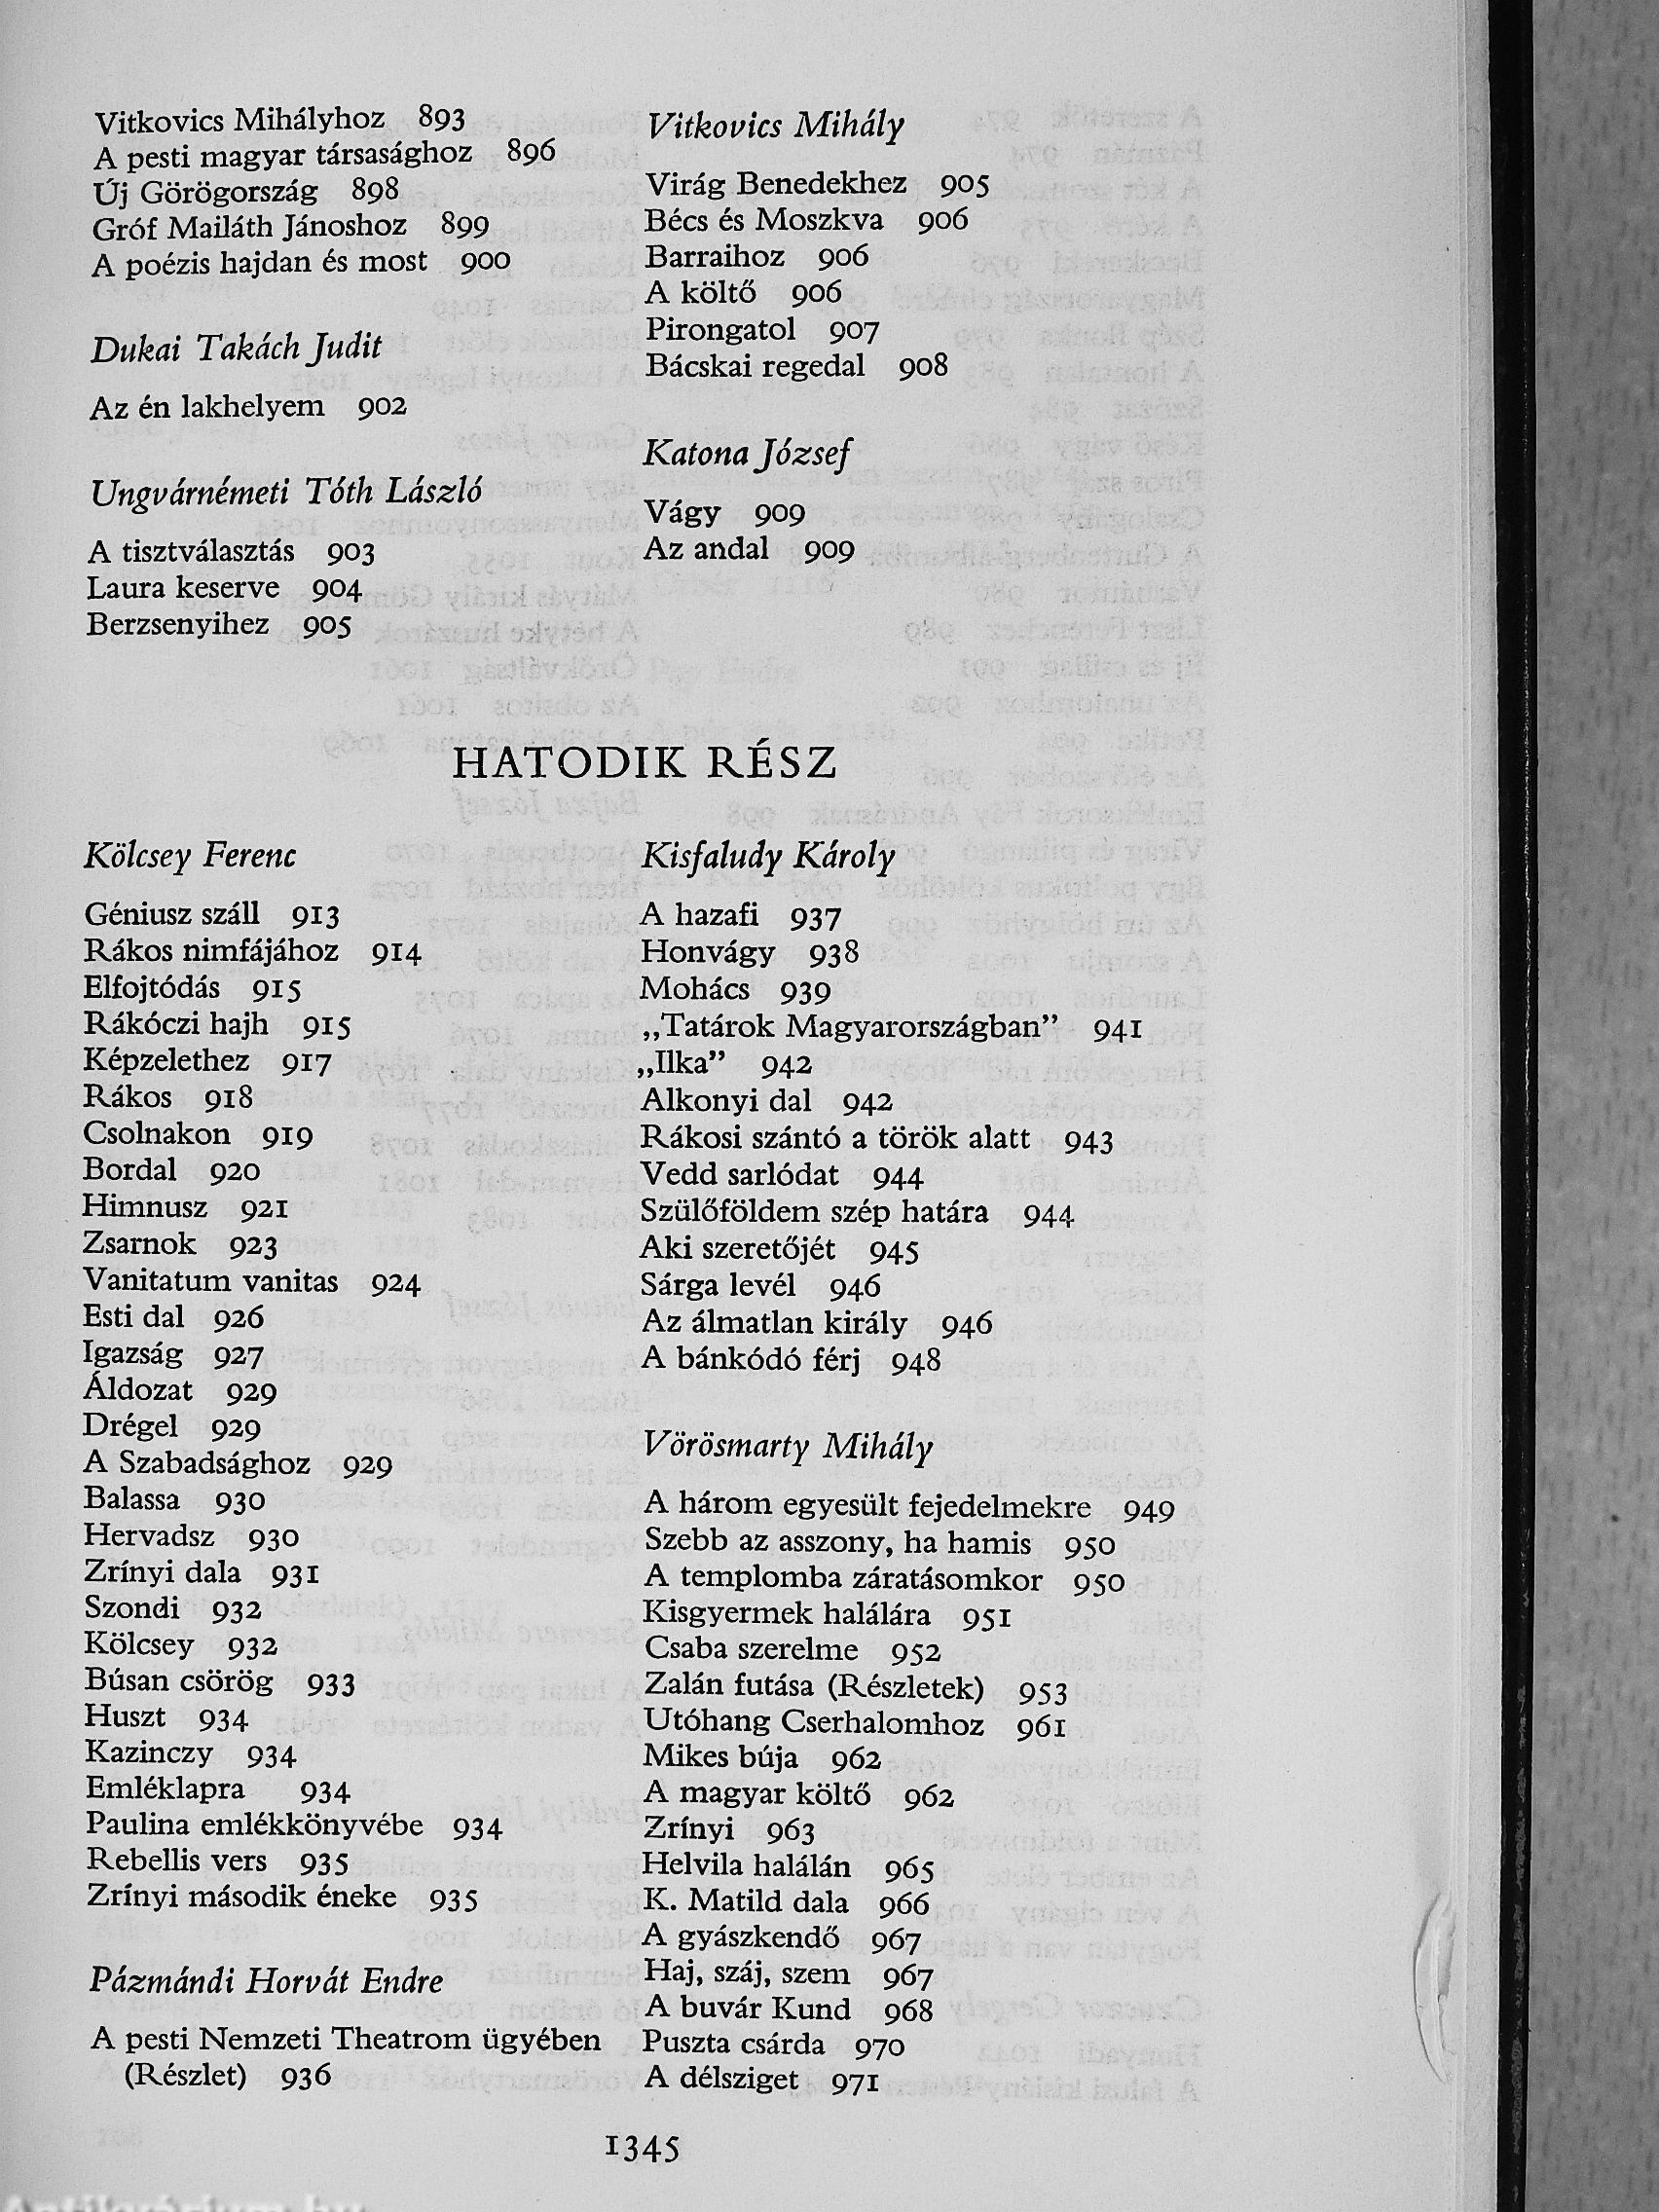 Vitkovics Mihályhoz 893
A pesti magyar társasághoz 896
Új Görögország 898
Gróf Mailáth Jánoshoz 899
A poézis hajdan és most 900
Dukai Takách Judit
Az én lakhelyem 902
Ungvárnémeti Tóth László
A tisztválasztás 903
Laura keserve 904
Berzsenyihez 905
Vitkovics Mihály
Virág Benedekhez 905
Bécs és Moszkva 906
Barraihoz 906
A költő 906
Pirongatol 907
Bácskai regedal 908
Katona József
Vágy 909
Az andal 909
HATODIK RÉSZ
Kölcsey Ferenc
Géniusz száll 913
Rákos nimfájához 914
Elfojtódás 915
Rákóczi hajh 915
Képzelethez 917
Rákos 918
Csolnakon 919
Bordal 920
Himnusz 921
Zsarnok 923
Vanitatum vanitas 924
Esti dal 926
Igazság 927
Áldozat 929
Drégel 929
A Szabadsághoz 929
Balassa 930
Hervadsz 930
Zrínyi dala 931
Szondi 932
Kölcsey 932
Búsan csörög 933
Huszt 934
Kazinczy 934
Emléklapra 934
Paulina emlékkönyvébe 934
Rebellis vers 935
Zrínyi második éneke 935
Pázmándi Horvát Endre
A pesti Nemzeti Theatrom ügyében
(Részlet) 936
Kisfaludy Károly
A hazafi 937
Honvágy 938
Mohács 939
„Tatárok Magyarországban” 941
„Ilka” 942
Alkonyi dal 942
Rákosi szántó a török alatt 943
Vedd sarlódat 944
Szülőföldem szép határa 944
Aki szeretőjét 945
Sárga levél 946
Az álmatlan király 946
A bánkódó férj 948
Vörösmarty Mihály
A három egyesült fejedelmekre 949
Szebb az asszony, ha hamis 950
A templomba záratásomkor 950
Kisgyermek halálára 951
Csaba szerelme 952
Zalán futása (Részletek) 953
Utóhang Cserhalomhoz 961
Mikes búja 962
A magyar költő 962
Zrínyi 963
Helvila halálán 965
K. Matild dala 966
A gyászkendő 967
Haj, száj, szem 967
A buvár Kund 968
Puszta csárda 970
A délsziget 971
1345